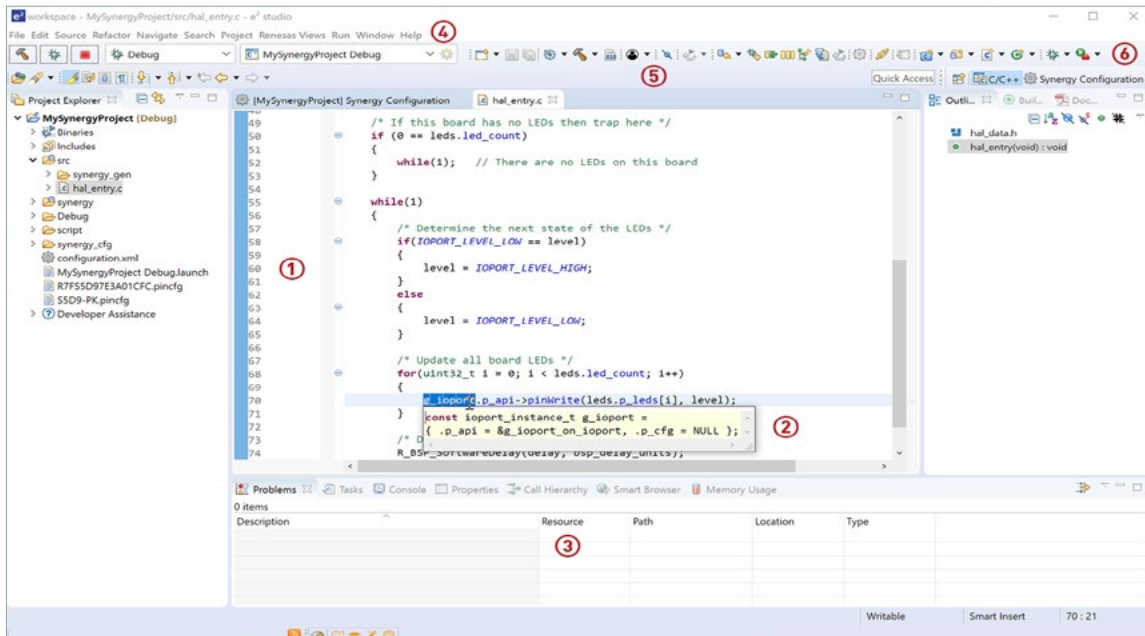 workspace - MySynergyProject/src/hal_entry.c - e² studio
File Edit Source Refactor Navigate Search Project Renesas Views Run Window Help
④
Debug
MySynergyProject Debug
⑤
⑥
Quick Access
C/C++
Synergy Configuration
Project Explorer
MySynergyProject [Debug]
Binaries
Includes
src
synergy_gen
hal_entry.c
synergy
Debug
script
synergy_cfg
configuration.xml
MySynergyProject Debug.launch
R7FS5D97E3A01CFC.pincfg
S5D9-PK.pincfg
Developer Assistance
[MySynergyProject] Synergy Configuration
hal_entry.c
49 /* If this board has no LEDs then trap here */
50 if (0 == leds.led_count)
51 {
52 while(1); // There are no LEDs on this board
53 }
54
55 while(1)
56 {
57 /* Determine the next state of the LEDs */
58 if(IOPORT_LEVEL_LOW == level)
59 {
60 level = IOPORT_LEVEL_HIGH;
61 }
62 else
63 {
64 level = IOPORT_LEVEL_LOW;
65 }
66
67 /* Update all board LEDs */
68 for(uint32_t i = 0; i < leds.led_count; i++)
69 {
70 g_ioport.p_api->pinWrite(leds.p_leds[i], level);
71 }
72
73 /* D
74 R_BSP_SoftwareDelay(delay, bsp_delay_units);
const ioport_instance_t g_ioport =
{ .p_api = &g_ioport_on_ioport, .p_cfg = NULL };
①
②
Outli...
Buil...
Doc...
hal_data.h
hal_entry(void) : void
Problems
Tasks
Console
Properties
Call Hierarchy
Smart Browser
Memory Usage
0 items
Description Resource Path Location Type
③
Writable Smart Insert 70 : 21